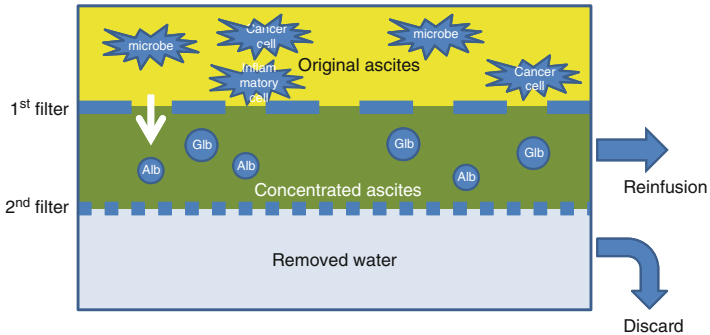 microbe
Cancer
cell
microbe
Original ascites
Inflam
matory
cell
Cancer
cell
1st filter
Glb
Glb
Glb
Alb
Alb
Alb
Concentrated ascites
Reinfusion
2nd filter
Removed water
Discard